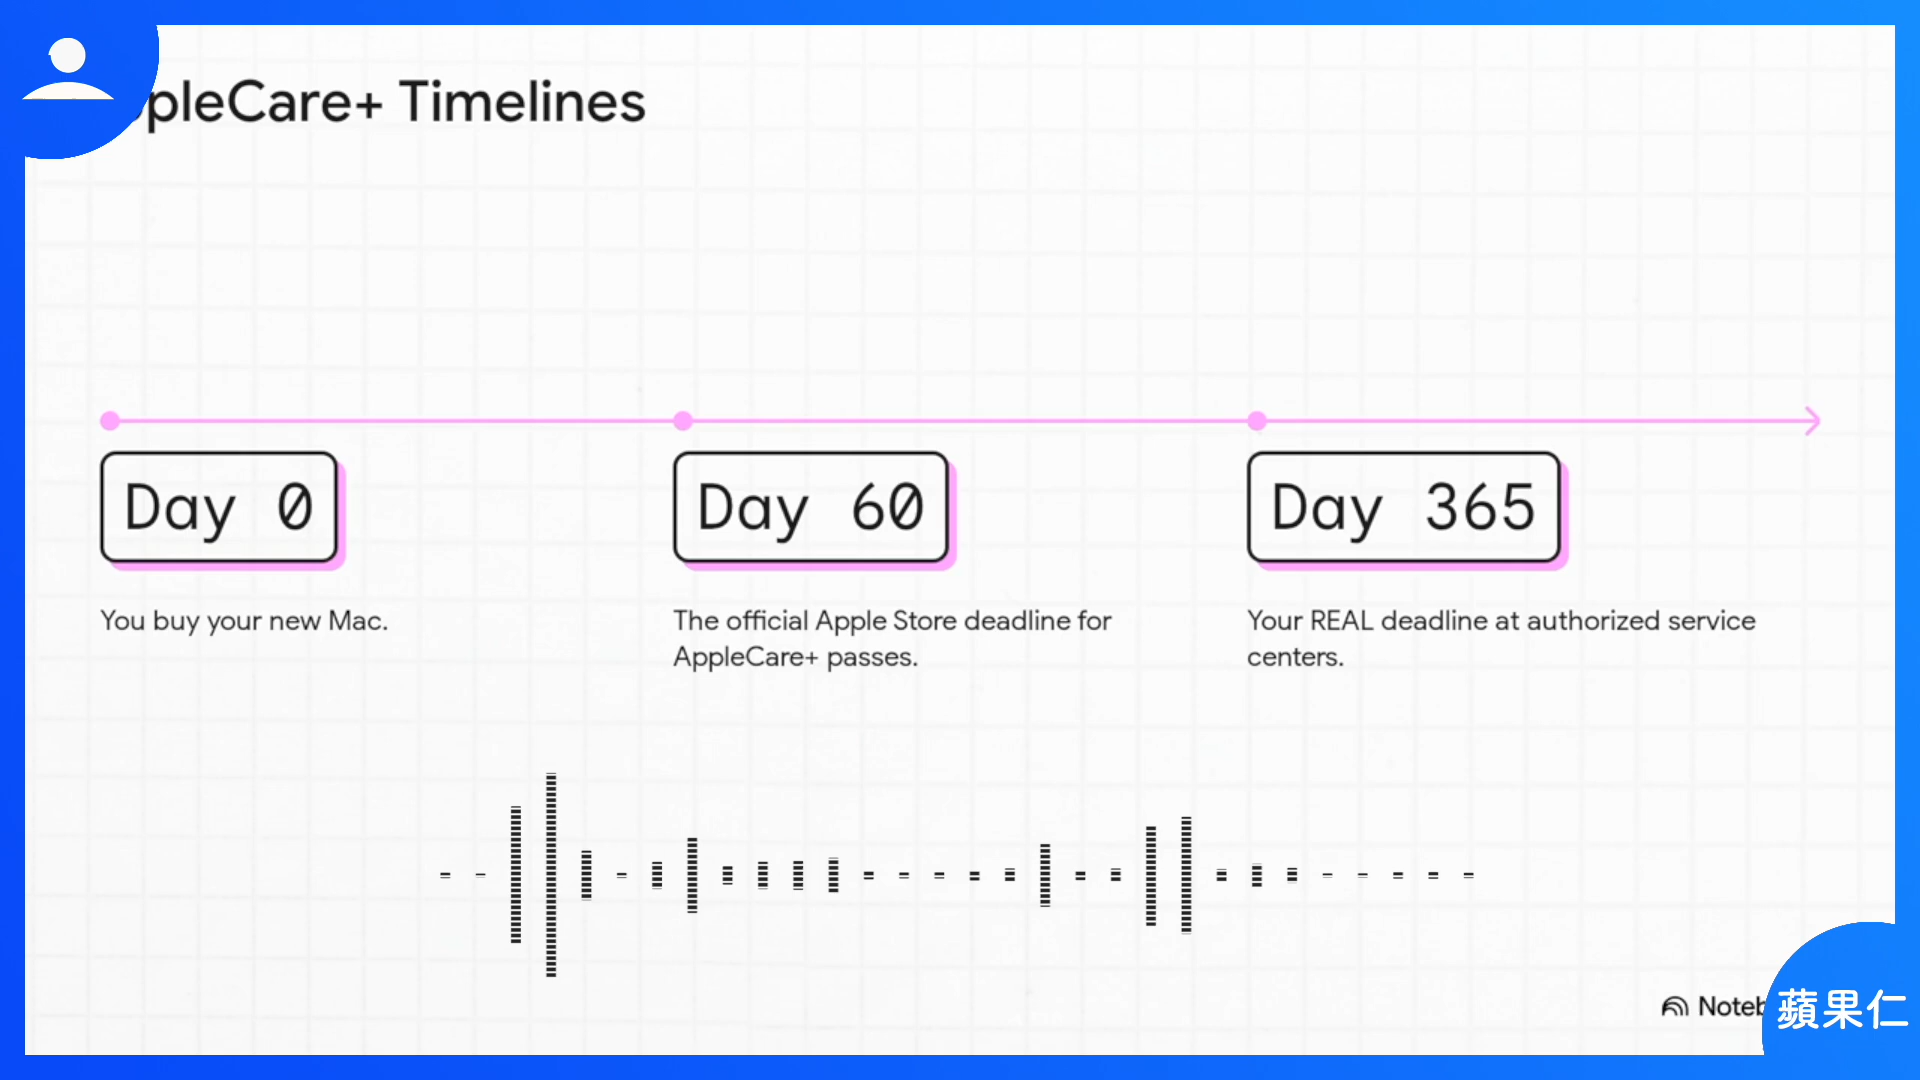 ppleCare+ Timelines
Day 0
You buy your new Mac.
Day 60
The official Apple Store deadline for
AppleCare+ passes.
Day 365
Your REAL deadline at authorized service
centers.
Noteb
蘋果仁